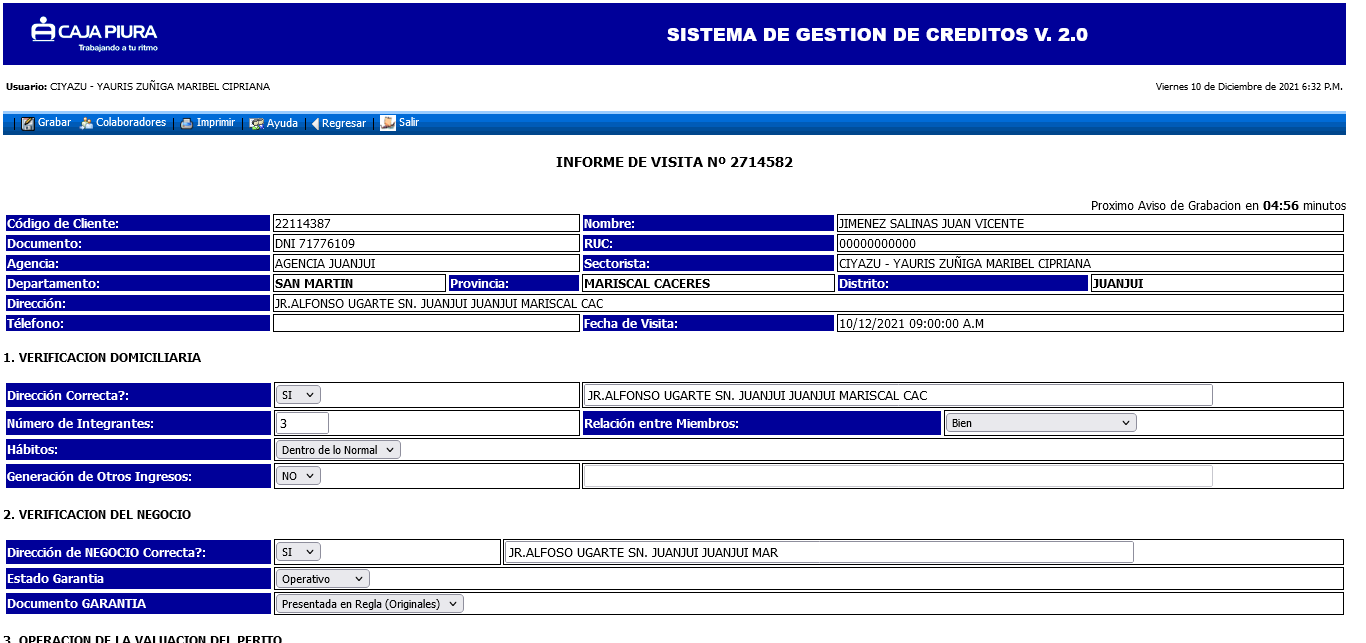 CAJA PIURA
Trabajando a tu ritmo
SISTEMA DE GESTION DE CREDITOS V. 2.0
Usuario: CIYAZU - YAURIS ZUÑIGA MARIBEL CIPRIANA
Viernes 10 de Diciembre de 2021 6:32 P.M.
Grabar Colaboradores Imprimir Ayuda Regresar Salir
INFORME DE VISITA Nº 2714582
Proximo Aviso de Grabacion en 04:56 minutos
Código de Cliente: 22114387 Nombre: JIMENEZ SALINAS JUAN VICENTE
Documento: DNI 71776109 RUC: 00000000000
Agencia: AGENCIA JUANJUI Sectorista: CIYAZU - YAURIS ZUÑIGA MARIBEL CIPRIANA
Departamento: SAN MARTIN Provincia: MARISCAL CACERES Distrito: JUANJUI
Dirección: JR.ALFONSO UGARTE SN. JUANJUI JUANJUI MARISCAL CAC
Télefono: Fecha de Visita: 10/12/2021 09:00:00 A.M
1. VERIFICACION DOMICILIARIA
Dirección Correcta?: SI JR.ALFONSO UGARTE SN. JUANJUI JUANJUI MARISCAL CAC
Número de Integrantes: 3 Relación entre Miembros: Bien
Hábitos: Dentro de lo Normal
Generación de Otros Ingresos: NO
2. VERIFICACION DEL NEGOCIO
Dirección de NEGOCIO Correcta?: SI JR.ALFOSO UGARTE SN. JUANJUI JUANJUI MAR
Estado Garantia Operativo
Documento GARANTIA Presentada en Regla (Originales)
3. OPERACION DE LA VALUACION DEL PERITO